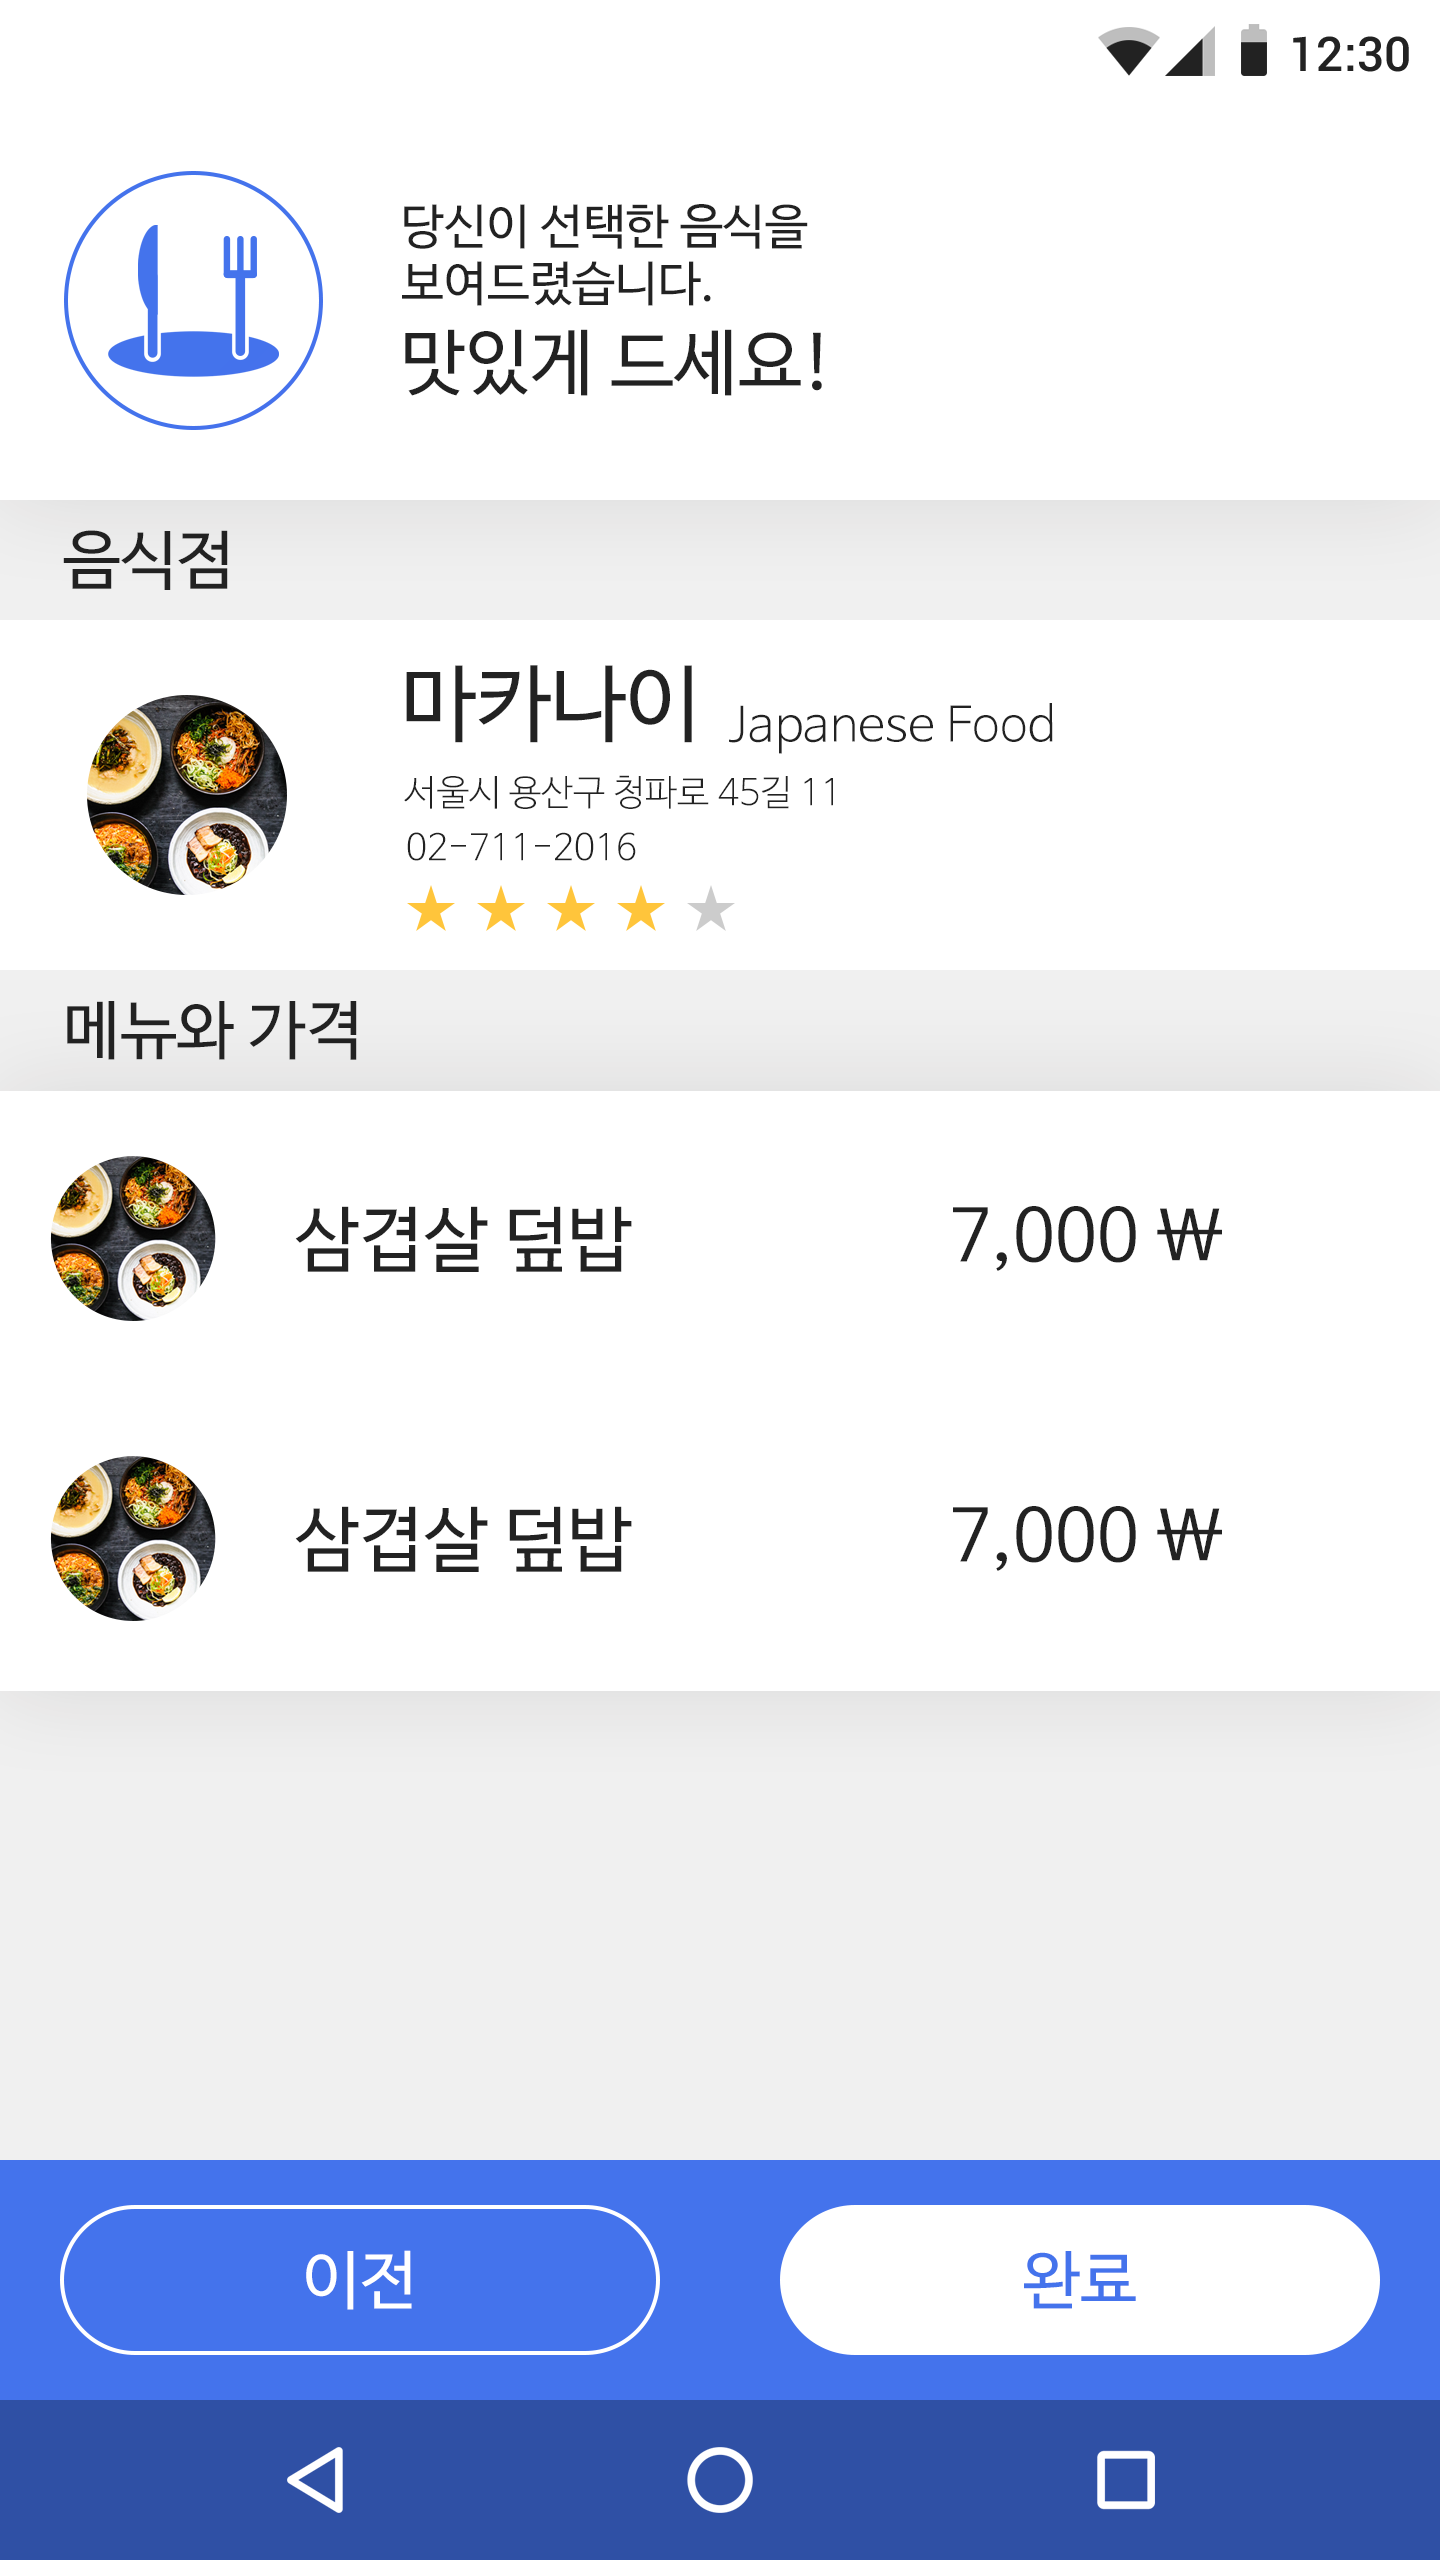 12:30
당신이 선택한 음식을
보여드렸습니다.
맛있게 드세요!
음식점
마카나이 Japanese Food
서울시 용산구 청파로 45길 11
02-711-2016
메뉴와 가격
삼겹살 덮밥 7,000 ₩
삼겹살 덮밥 7,000 ₩
이전 완료